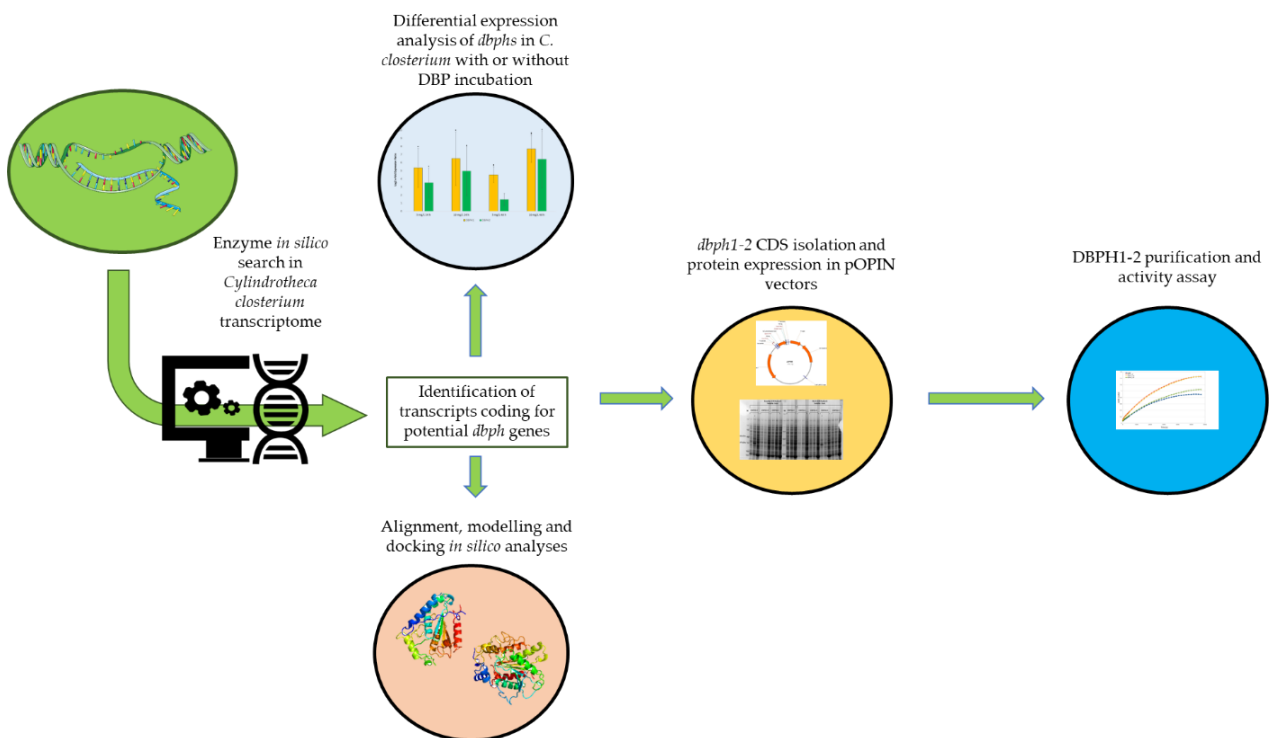 Differential expression
analysis of dbphs in C.
closterium with or without
DBP incubation
Enzyme in silico
search in
Cylindrotheca
closterium
transcriptome
Identification of
transcripts coding for
potential dbph genes
Alignment, modelling and
docking in silico analyses
dbph1-2 CDS isolation and
protein expression in pOPIN
vectors
DBPH1-2 purification and
activity assay